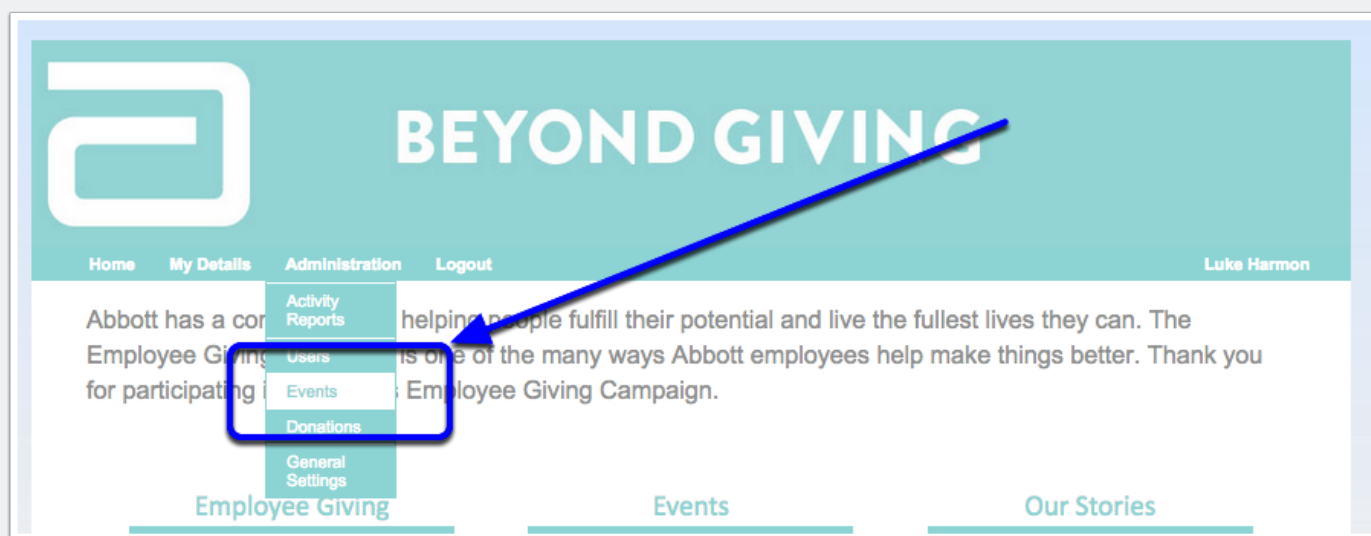 BEYOND GIVING
Home My Details Administration Logout Luke Harmon
Activity
Reports
Users
Events
Donations
General
Settings
Abbott has a co helping people fulfill their potential and live the fullest lives they can. The
Employee Giving is one of the many ways Abbott employees help make things better. Thank you
for participating Employee Giving Campaign.
Employee Giving Events Our Stories